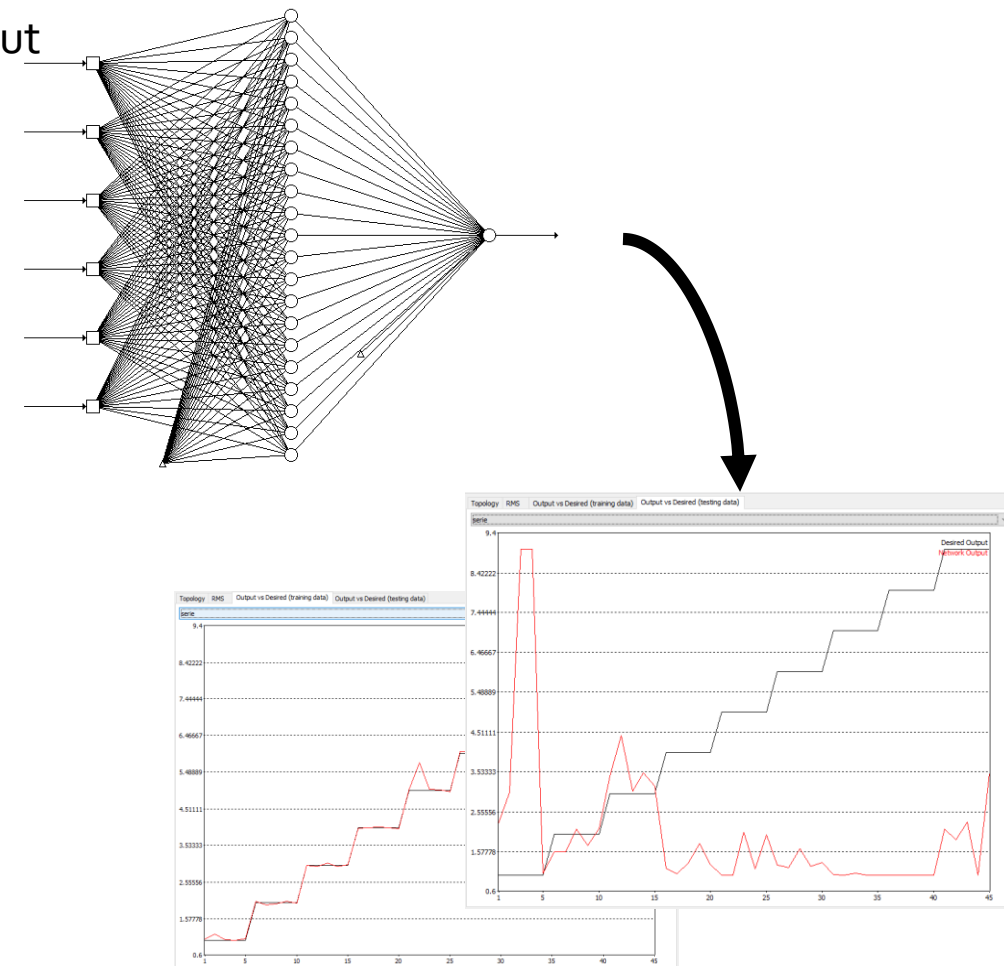 ut
Topology RMS Output vs Desired (training data) Output vs Desired (testing data)
serie
9.4
Desired Output
Network Output
8.42222
7.44444
6.46667
5.48889
4.51111
3.53333
2.55556
1.57778
0.6
1 5 10 15 20 25 30 35 40 45
Topology RMS Output vs Desired (training data) Output vs Desired (testing data)
serie
9.4
8.42222
7.44444
6.46667
5.48889
4.51111
3.53333
2.55556
1.57778
0.6
1 5 10 15 20 25 30 35 40 45